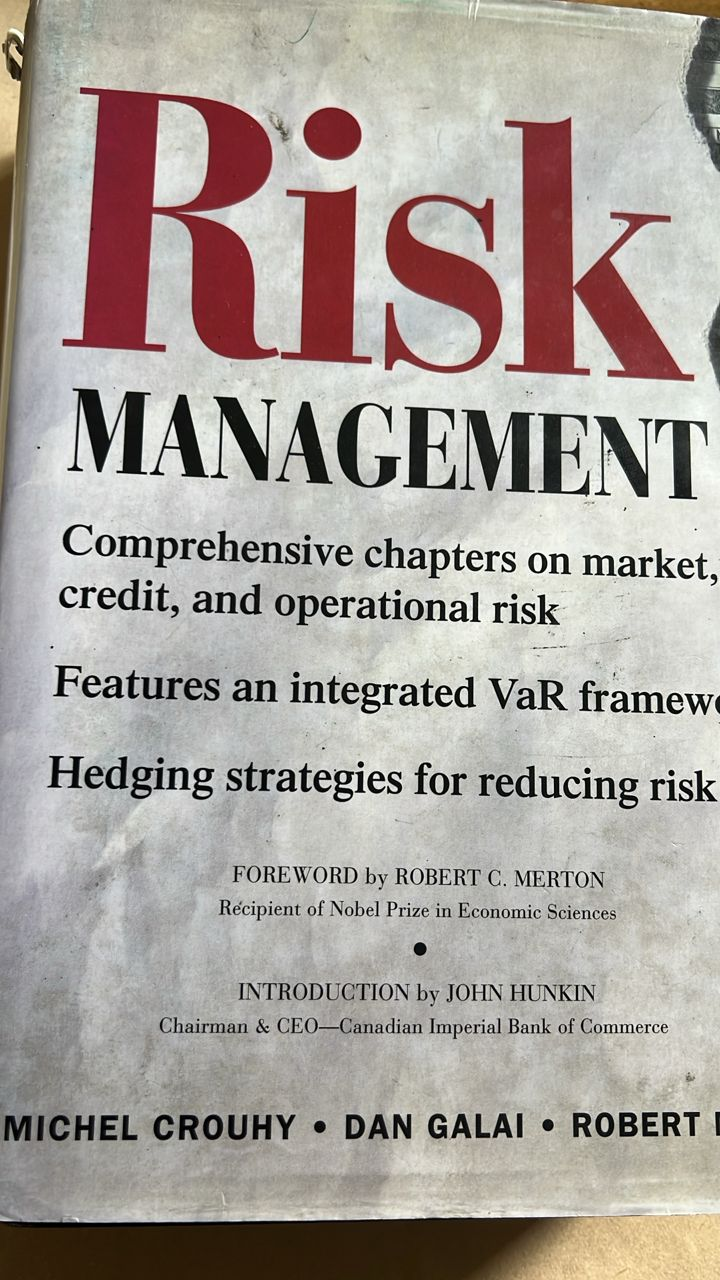 Risk
MANAGEMENT
Comprehensive chapters on market,
credit, and operational risk
Features an integrated VaR
Hedging strategies for reducing risk
FOREWORD by ROBERT C. MERTON
Recipient of Nobel Prize in Economic Sciences
●
INTRODUCTION by JOHN HUNKIN
Chairman & CEO—Canadian Imperial Bank of Commerce
MICHEL CROUHY • DAN GALAI • ROBERT